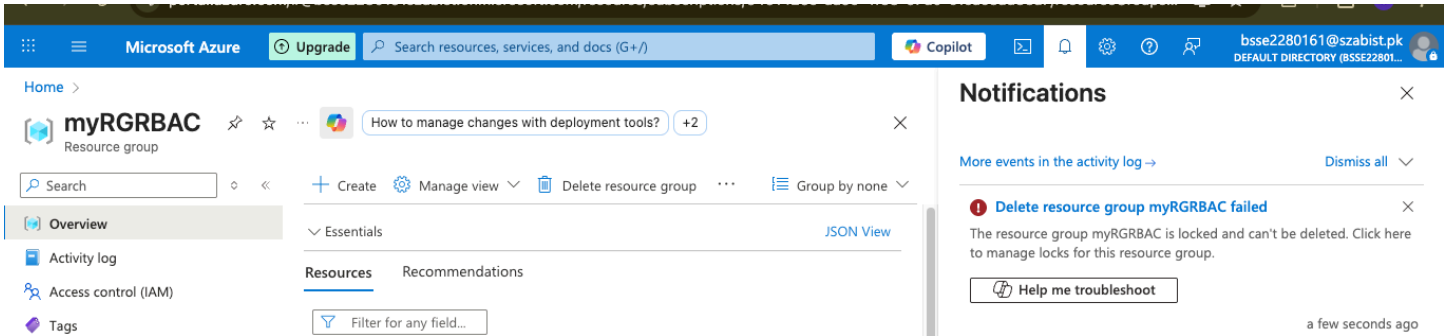 Microsoft Azure
Upgrade
Search resources, services, and docs (G+/)
Copilot
bsse2280161@szabist.pk
DEFAULT DIRECTORY (BSSE22801...
Home >
myRGRBAC
Resource group
How to manage changes with deployment tools?
+2
Search
Create
Manage view
Delete resource group
...
Group by none
Overview
Activity log
Access control (IAM)
Tags
Essentials
JSON View
Resources
Recommendations
Filter for any field...
Notifications
More events in the activity log →
Dismiss all
Delete resource group myRGRBAC failed
The resource group myRGRBAC is locked and can't be deleted. Click here
to manage locks for this resource group.
Help me troubleshoot
a few seconds ago